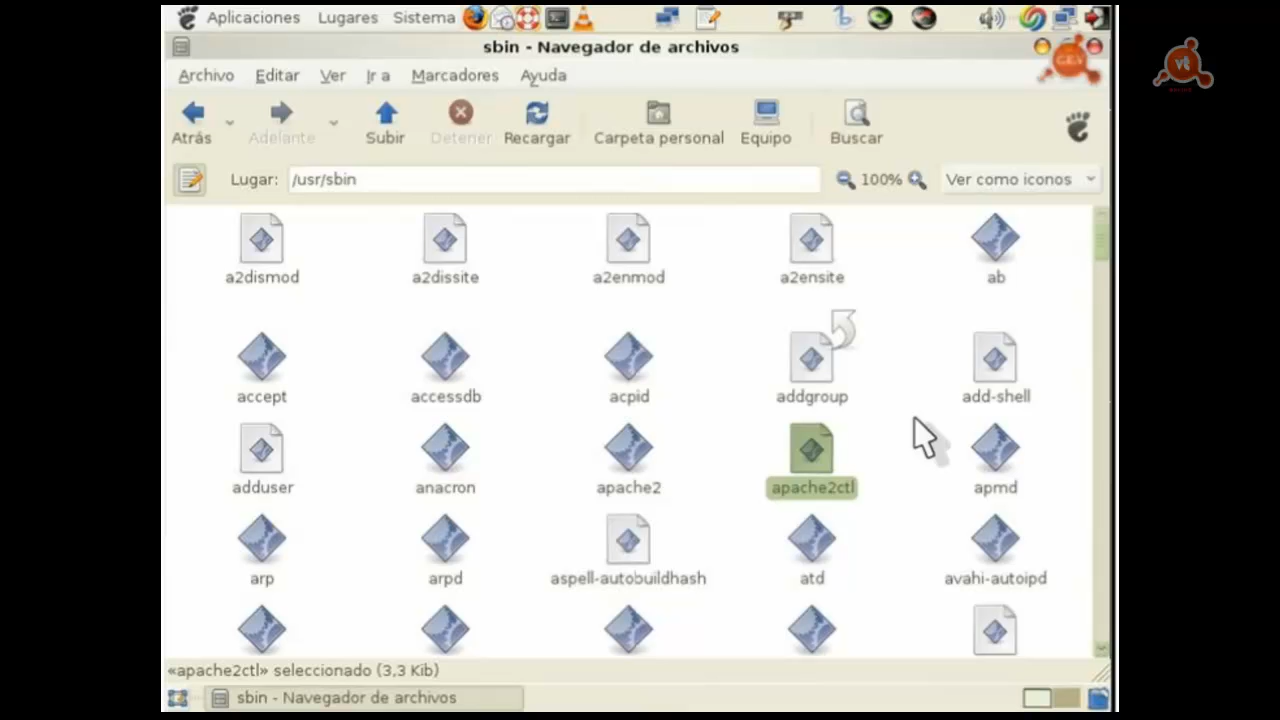 Aplicaciones Lugares Sistema
sbin - Navegador de archivos
Archivo Editar Ver Ir a Marcadores Ayuda
Atrás Adelante Subir Detener Recargar Carpeta personal Equipo Buscar
Lugar: /usr/sbin 100% Ver como iconos
a2dismod a2dissite a2enmod a2ensite ab
accept accessdb acpid addgroup add-shell
adduser anacron apache2 apache2ctl apmd
arp arpd aspell-autobuildhash atd avahi-autoipd
«apache2ctl» seleccionado (3,3 Kib)
sbin - Navegador de archivos
vt